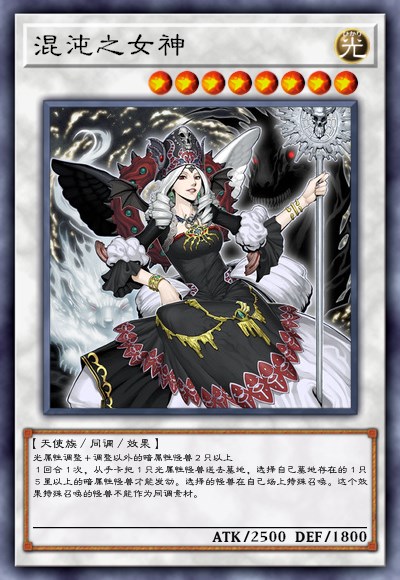 混沌之女神
光
【天使族／同调／效果】
光属性调整＋调整以外的暗属性怪兽２只以上
１回合１次，从手卡把１只光属性怪兽送去墓地，选择自己墓地存在的１只
５星以上的暗属性怪兽才能发动。选择的怪兽在自己场上特殊召唤。这个效
果特殊召唤的怪兽不能作为同调素材。
ATK/2500 DEF/1800